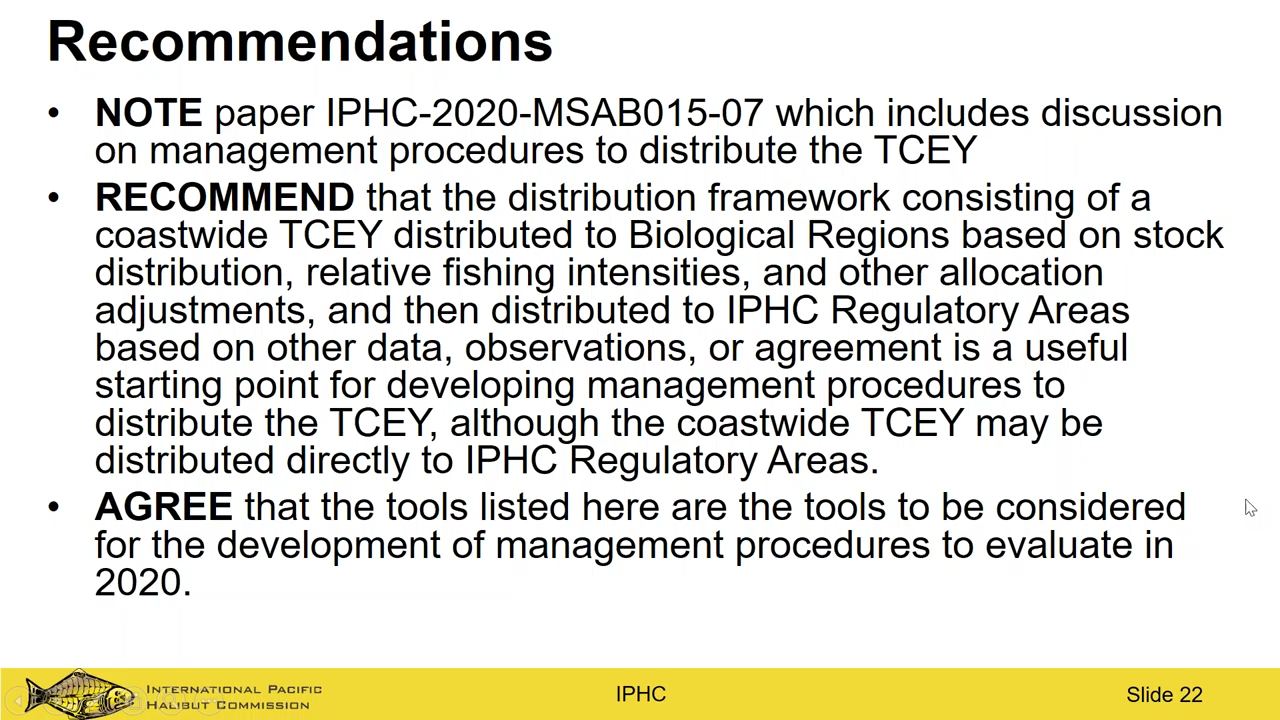 Recommendations
• NOTE paper IPHC-2020-MSAB015-07 which includes discussion
on management procedures to distribute the TCEY
• RECOMMEND that the distribution framework consisting of a
coastwide TCEY distributed to Biological Regions based on stock
distribution, relative fishing intensities, and other allocation
adjustments, and then distributed to IPHC Regulatory Areas
based on other data, observations, or agreement is a useful
starting point for developing management procedures to
distribute the TCEY, although the coastwide TCEY may be
distributed directly to IPHC Regulatory Areas.
• AGREE that the tools listed here are the tools to be considered
for the development of management procedures to evaluate in
2020.
INTERNATIONAL PACIFIC
HALIBUT COMMISSION
IPHC
Slide 22